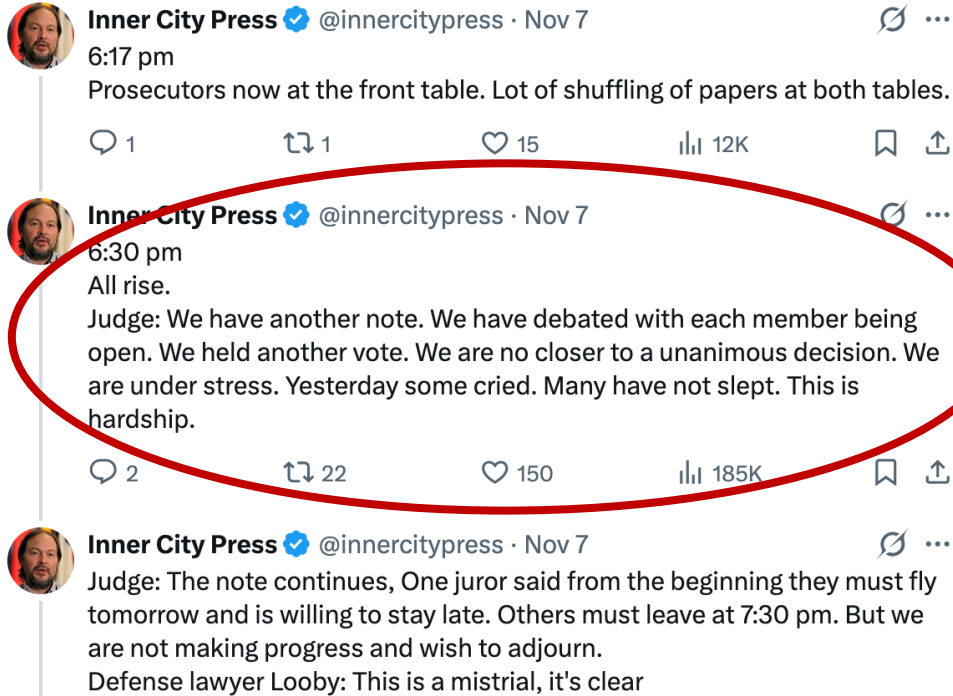 Inner City Press @innercitypress · Nov 7
6:17 pm
Prosecutors now at the front table. Lot of shuffling of papers at both tables.
1 1 15 12K
Inner City Press @innercitypress · Nov 7
6:30 pm
All rise.
Judge: We have another note. We have debated with each member being
open. We held another vote. We are no closer to a unanimous decision. We
are under stress. Yesterday some cried. Many have not slept. This is
hardship.
2 22 150 185K
Inner City Press @innercitypress · Nov 7
Judge: The note continues, One juror said from the beginning they must fly
tomorrow and is willing to stay late. Others must leave at 7:30 pm. But we
are not making progress and wish to adjourn.
Defense lawyer Looby: This is a mistrial, it's clear